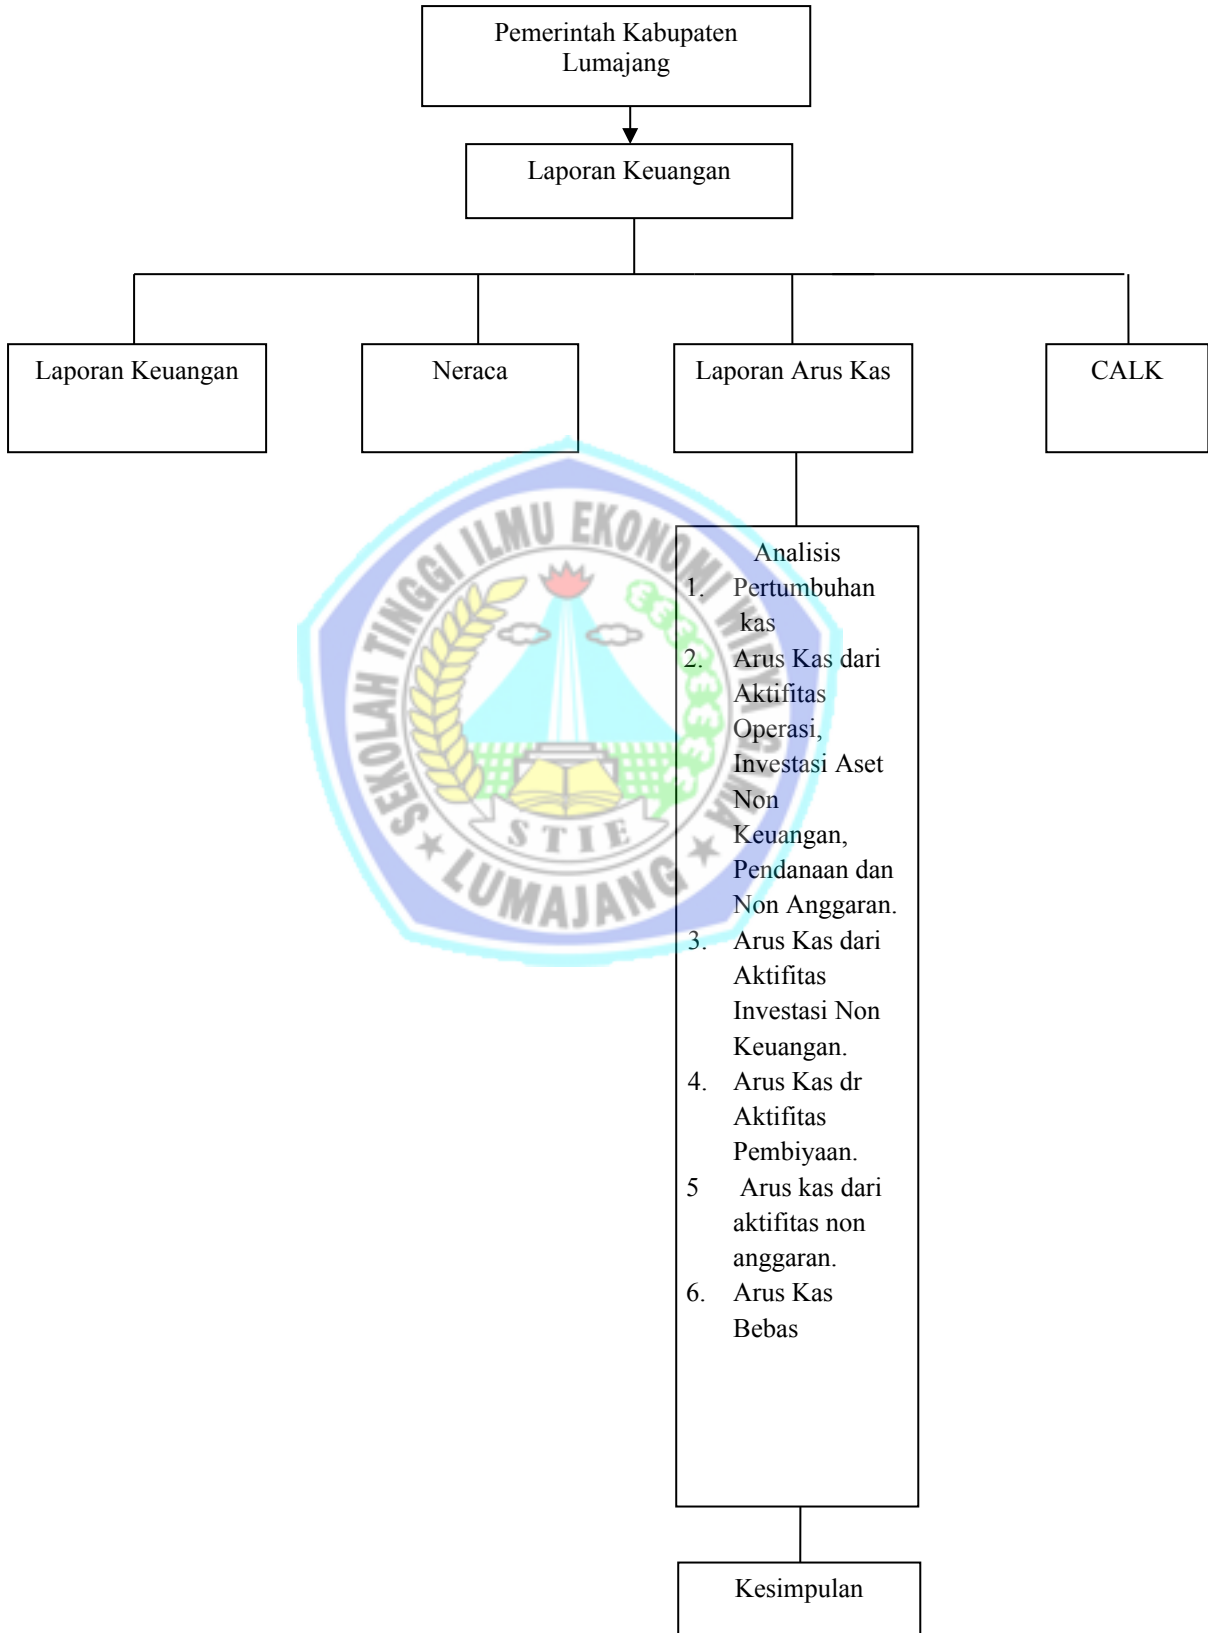 Pemerintah Kabupaten
Lumajang
Laporan Keuangan
Laporan Keuangan
Neraca
Laporan Arus Kas
CALK
SEKOLAH TINGGI ILMU EKONOMI WIDYA GAMA
STIE
★ LUMAJANG ★
Analisis
1. Pertumbuhan
kas
2. Arus Kas dari
Aktifitas
Operasi,
Investasi Aset
Non
Keuangan,
Pendanaan dan
Non Anggaran.
3. Arus Kas dari
Aktifitas
Investasi Non
Keuangan.
4. Arus Kas dr
Aktifitas
Pembiyaan.
5 Arus kas dari
aktifitas non
anggaran.
6. Arus Kas
Bebas
Kesimpulan